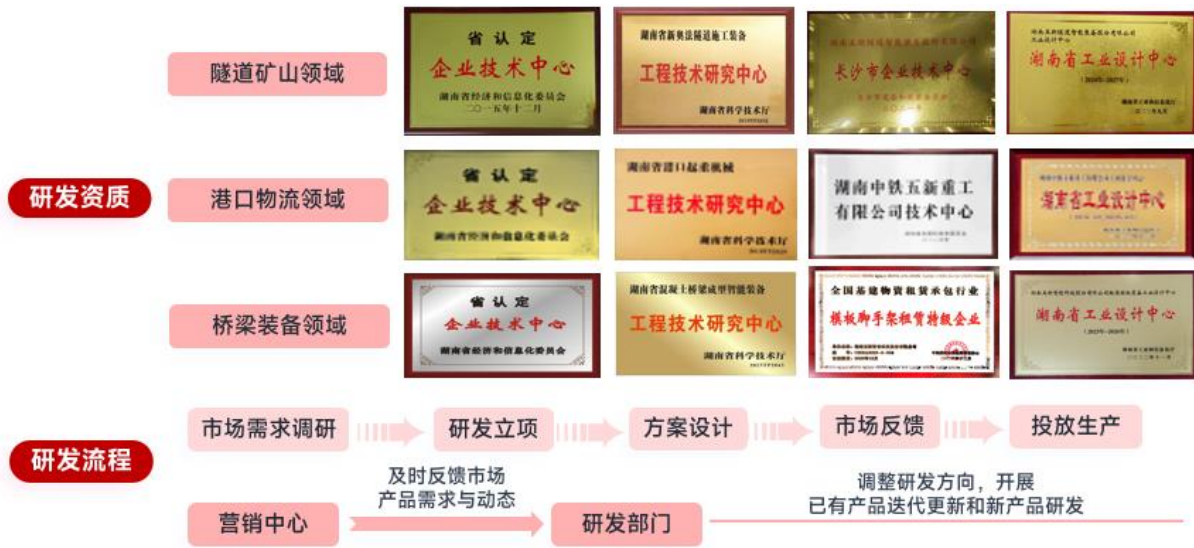 研发资质
隧道矿山领域
省认定
企业技术中心
湖南省经济和信息化委员会
二〇一五年十二月
湖南省新奥法隧道施工装备
工程技术研究中心
湖南省科学技术厅
长沙市企业技术中心
湖南省工业设计中心
港口物流领域
省认定
企业技术中心
湖南省经济和信息化委员会
湖南省港口起重机械
工程技术研究中心
湖南省科学技术厅
湖南中铁五新重工
有限公司技术中心
湖南省工业设计中心
桥梁装备领域
省认定
企业技术中心
湖南省经济和信息化委员会
湖南省混凝土桥梁成型智能装备
工程技术研究中心
湖南省科学技术厅
全国基建物资租赁承包行业
模板脚手架租赁特级企业
湖南省工业设计中心
研发流程
市场需求调研
研发立项
方案设计
市场反馈
投放生产
及时反馈市场
产品需求与动态
调整研发方向，开展
已有产品迭代更新和新产品研发
营销中心
研发部门